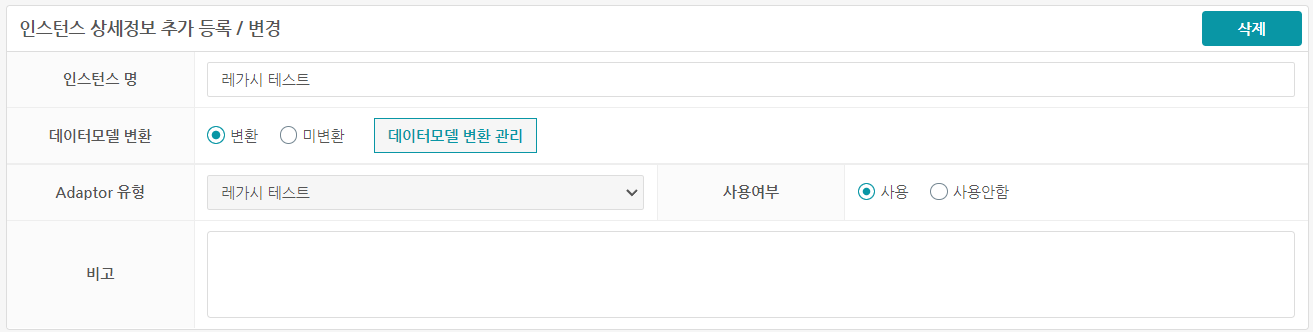 인스턴스 상세정보 추가 등록 / 변경
삭제
인스턴스 명
레가시 테스트
데이터모델 변환
변환
미변환
데이터모델 변환 관리
Adaptor 유형
레가시 테스트
사용여부
사용
사용안함
비고